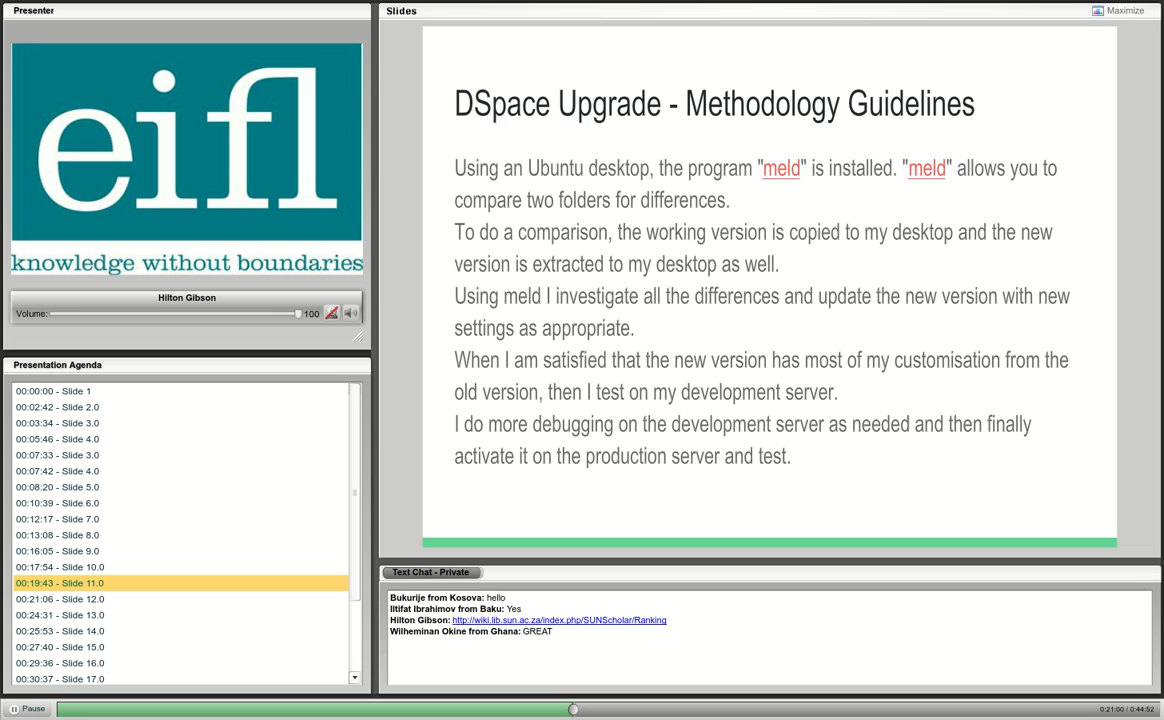 Presenter
eifl
knowledge without boundaries
Hilton Gibson
Volume: 100
Presentation Agenda
00:00:00 - Slide 1
00:02:42 - Slide 2.0
00:03:34 - Slide 3.0
00:05:46 - Slide 4.0
00:07:33 - Slide 3.0
00:07:42 - Slide 4.0
00:08:20 - Slide 5.0
00:10:39 - Slide 6.0
00:12:17 - Slide 7.0
00:13:08 - Slide 8.0
00:16:05 - Slide 9.0
00:17:54 - Slide 10.0
00:19:43 - Slide 11.0
00:21:06 - Slide 12.0
00:24:31 - Slide 13.0
00:25:53 - Slide 14.0
00:27:40 - Slide 15.0
00:29:36 - Slide 16.0
00:30:37 - Slide 17.0
Slides
Maximize
DSpace Upgrade - Methodology Guidelines
Using an Ubuntu desktop, the program "meld" is installed. "meld" allows you to
compare two folders for differences.
To do a comparison, the working version is copied to my desktop and the new
version is extracted to my desktop as well.
Using meld I investigate all the differences and update the new version with new
settings as appropriate.
When I am satisfied that the new version has most of my customisation from the
old version, then I test on my development server.
I do more debugging on the development server as needed and then finally
activate it on the production server and test.
Text Chat - Private
Bukurije from Kosova: hello
Iltifat Ibrahimov from Baku: Yes
Hilton Gibson: http://wiki.lib.sun.ac.za/index.php/SUNScholar/Ranking
Wilheminan Okine from Ghana: GREAT
Pause
0:21:00 / 0:44:52